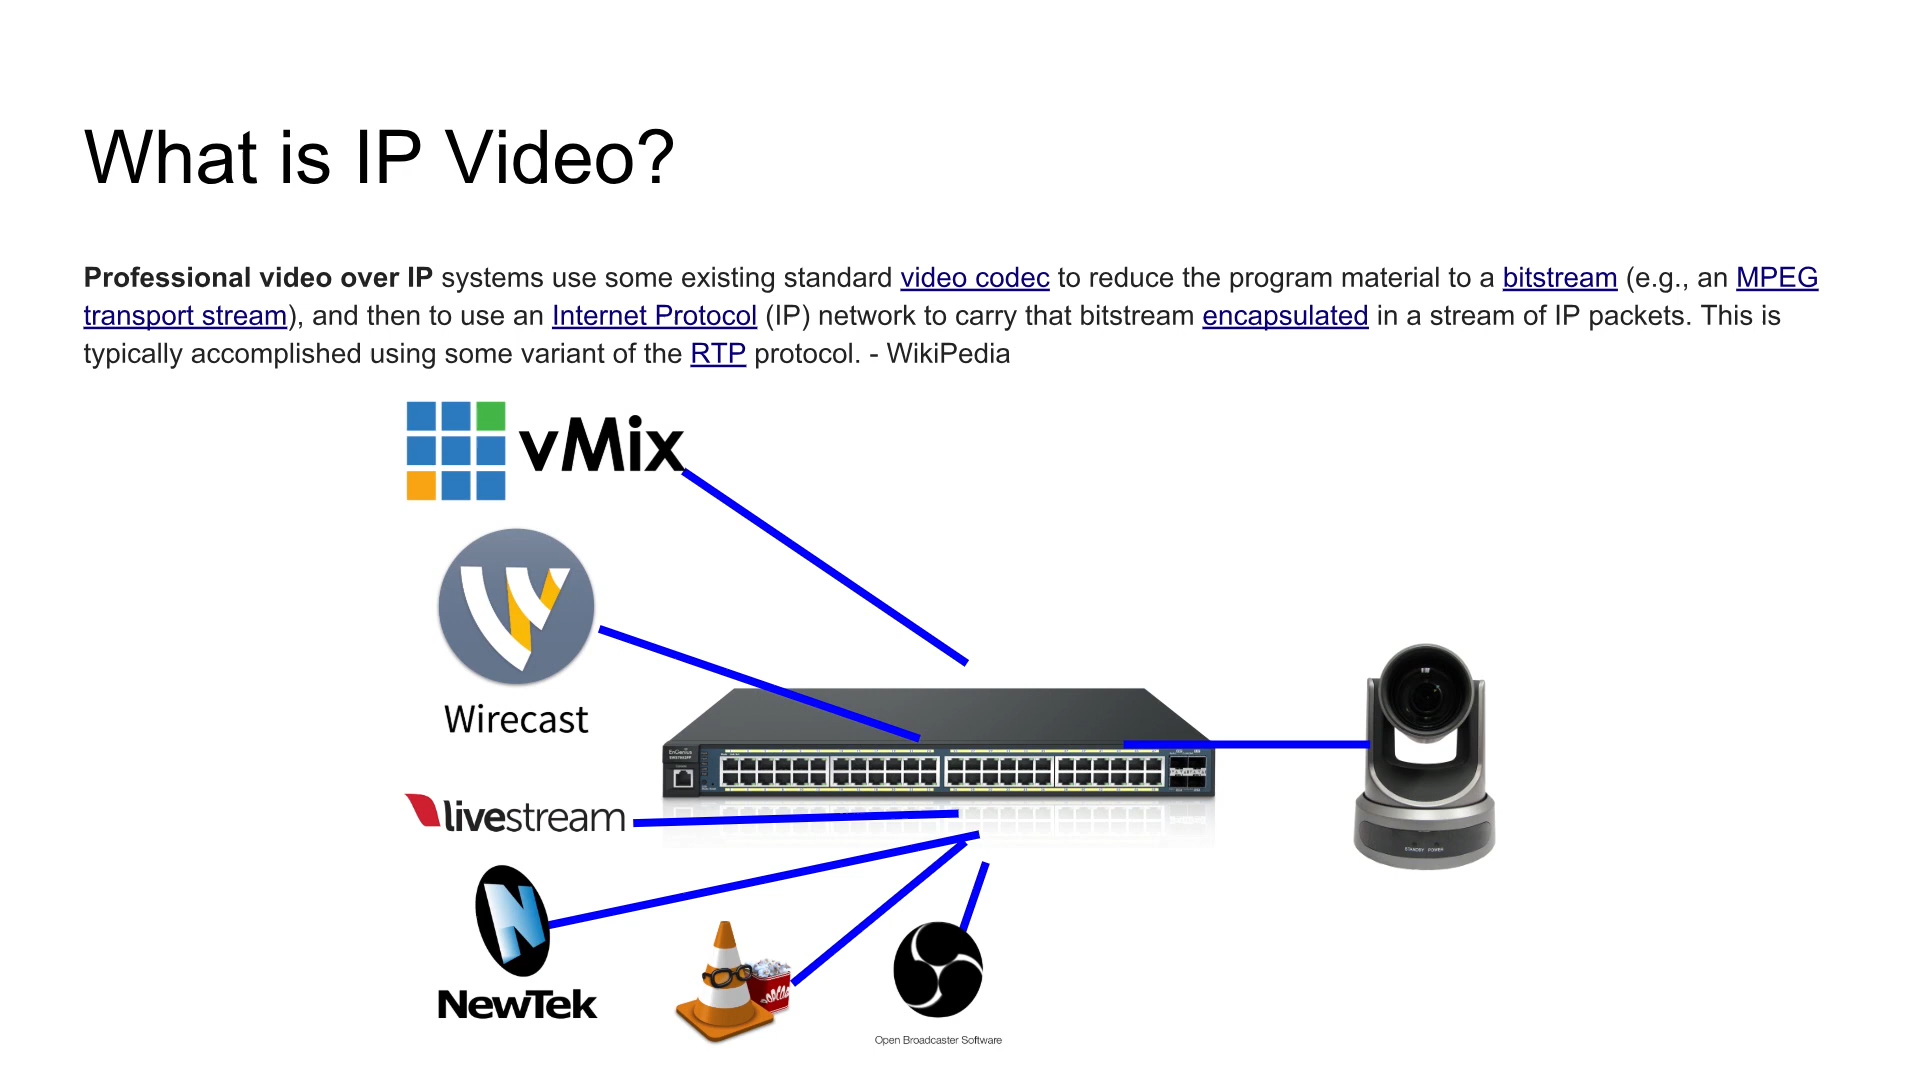 What is IP Video?
Professional video over IP systems use some existing standard video codec to reduce the program material to a bitstream (e.g., an MPEG
transport stream), and then to use an Internet Protocol (IP) network to carry that bitstream encapsulated in a stream of IP packets. This is
typically accomplished using some variant of the RTP protocol. - WikiPedia
vMix
Wirecast
EnGenius
livestream
STANDBY POWER
NewTek
Open Broadcaster Software